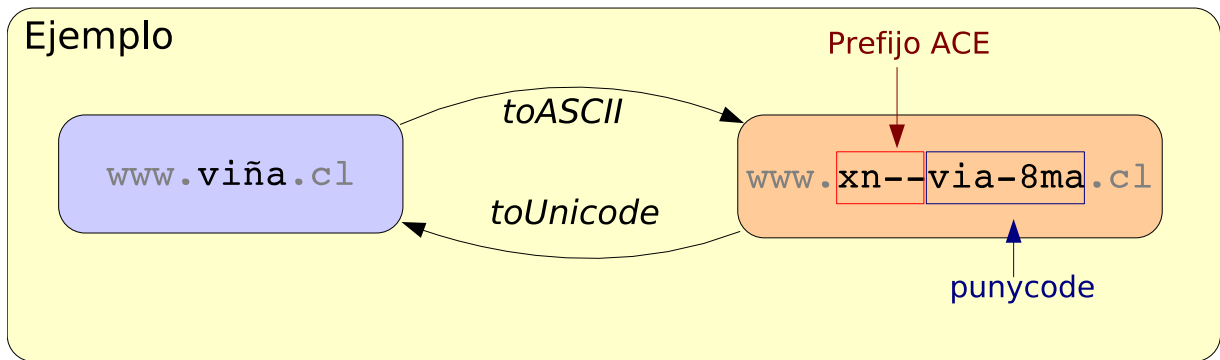 Ejemplo
Prefijo ACE
toASCII
www.viña.cl
www.xn--via-8ma.cl
toUnicode
punycode